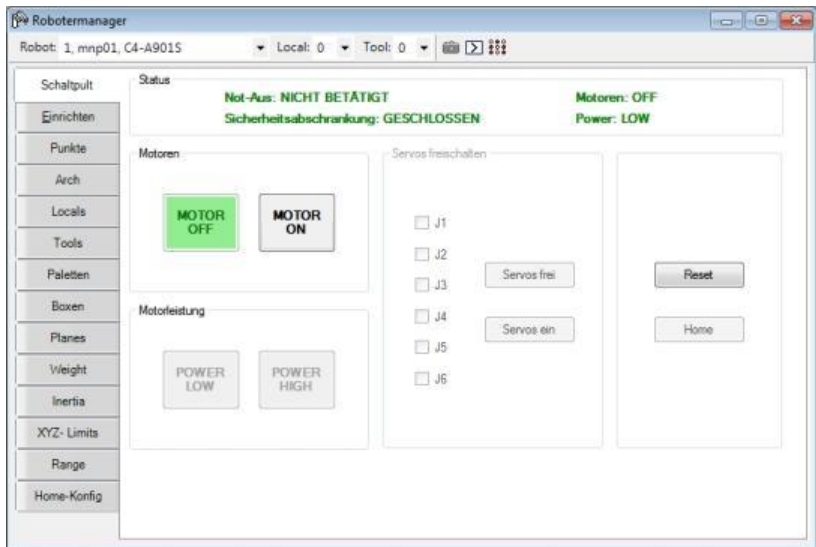 Robotermanager
Robot: 1, mnp01, C4-A901S Local: 0 Tool: 0
Schaltpult
Einrichten
Punkte
Arch
Locals
Tools
Paletten
Boxen
Planes
Weight
Inertia
XYZ- Limits
Range
Home-Konfig
Status
Not-Aus: NICHT BETÄTIGT
Motoren: OFF
Sicherheitsabschrankung: GESCHLOSSEN
Power: LOW
Motoren
MOTOR
OFF
MOTOR
ON
Motorleistung
POWER
LOW
POWER
HIGH
Servos freischalten
J1
J2
J3
J4
J5
J6
Servos frei
Servos ein
Reset
Home